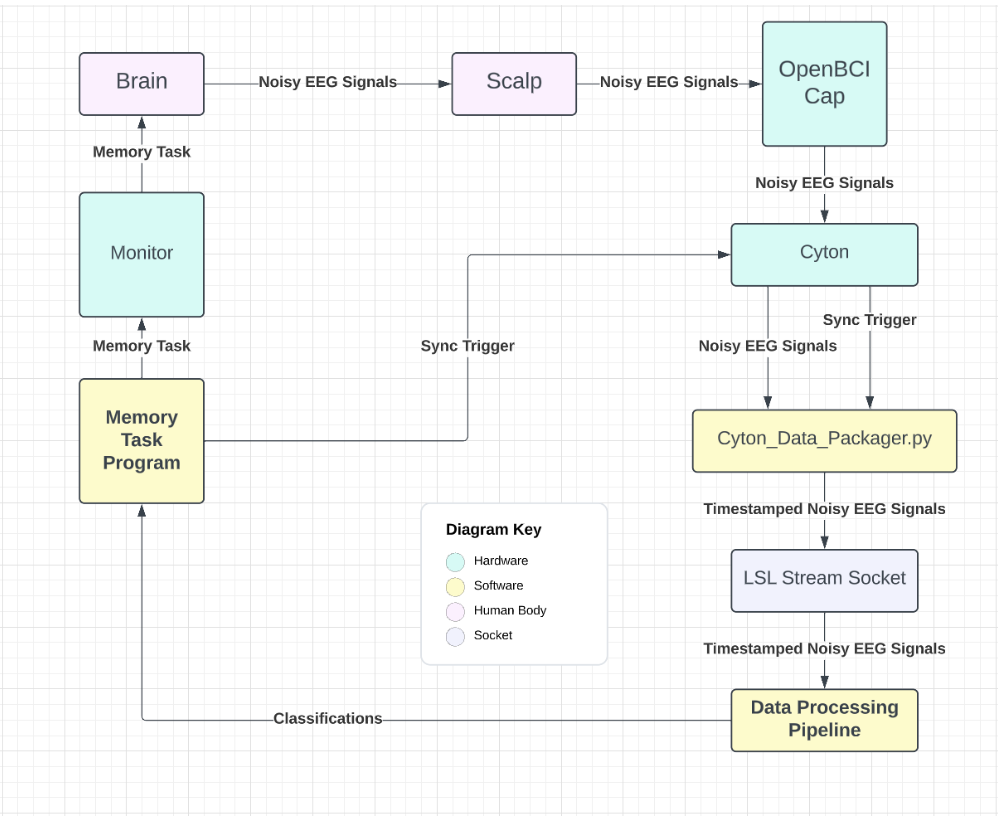 Brain
Noisy EEG Signals
Scalp
Noisy EEG Signals
OpenBCI
Cap
Memory Task
Noisy EEG Signals
Monitor
Cyton
Sync Trigger
Memory Task
Sync Trigger
Noisy EEG Signals
Memory
Task
Program
Cyton_Data_Packager.py
Timestamped Noisy EEG Signals
Diagram Key
Hardware
Software
Human Body
Socket
LSL Stream Socket
Timestamped Noisy EEG Signals
Data Processing
Pipeline
Classifications